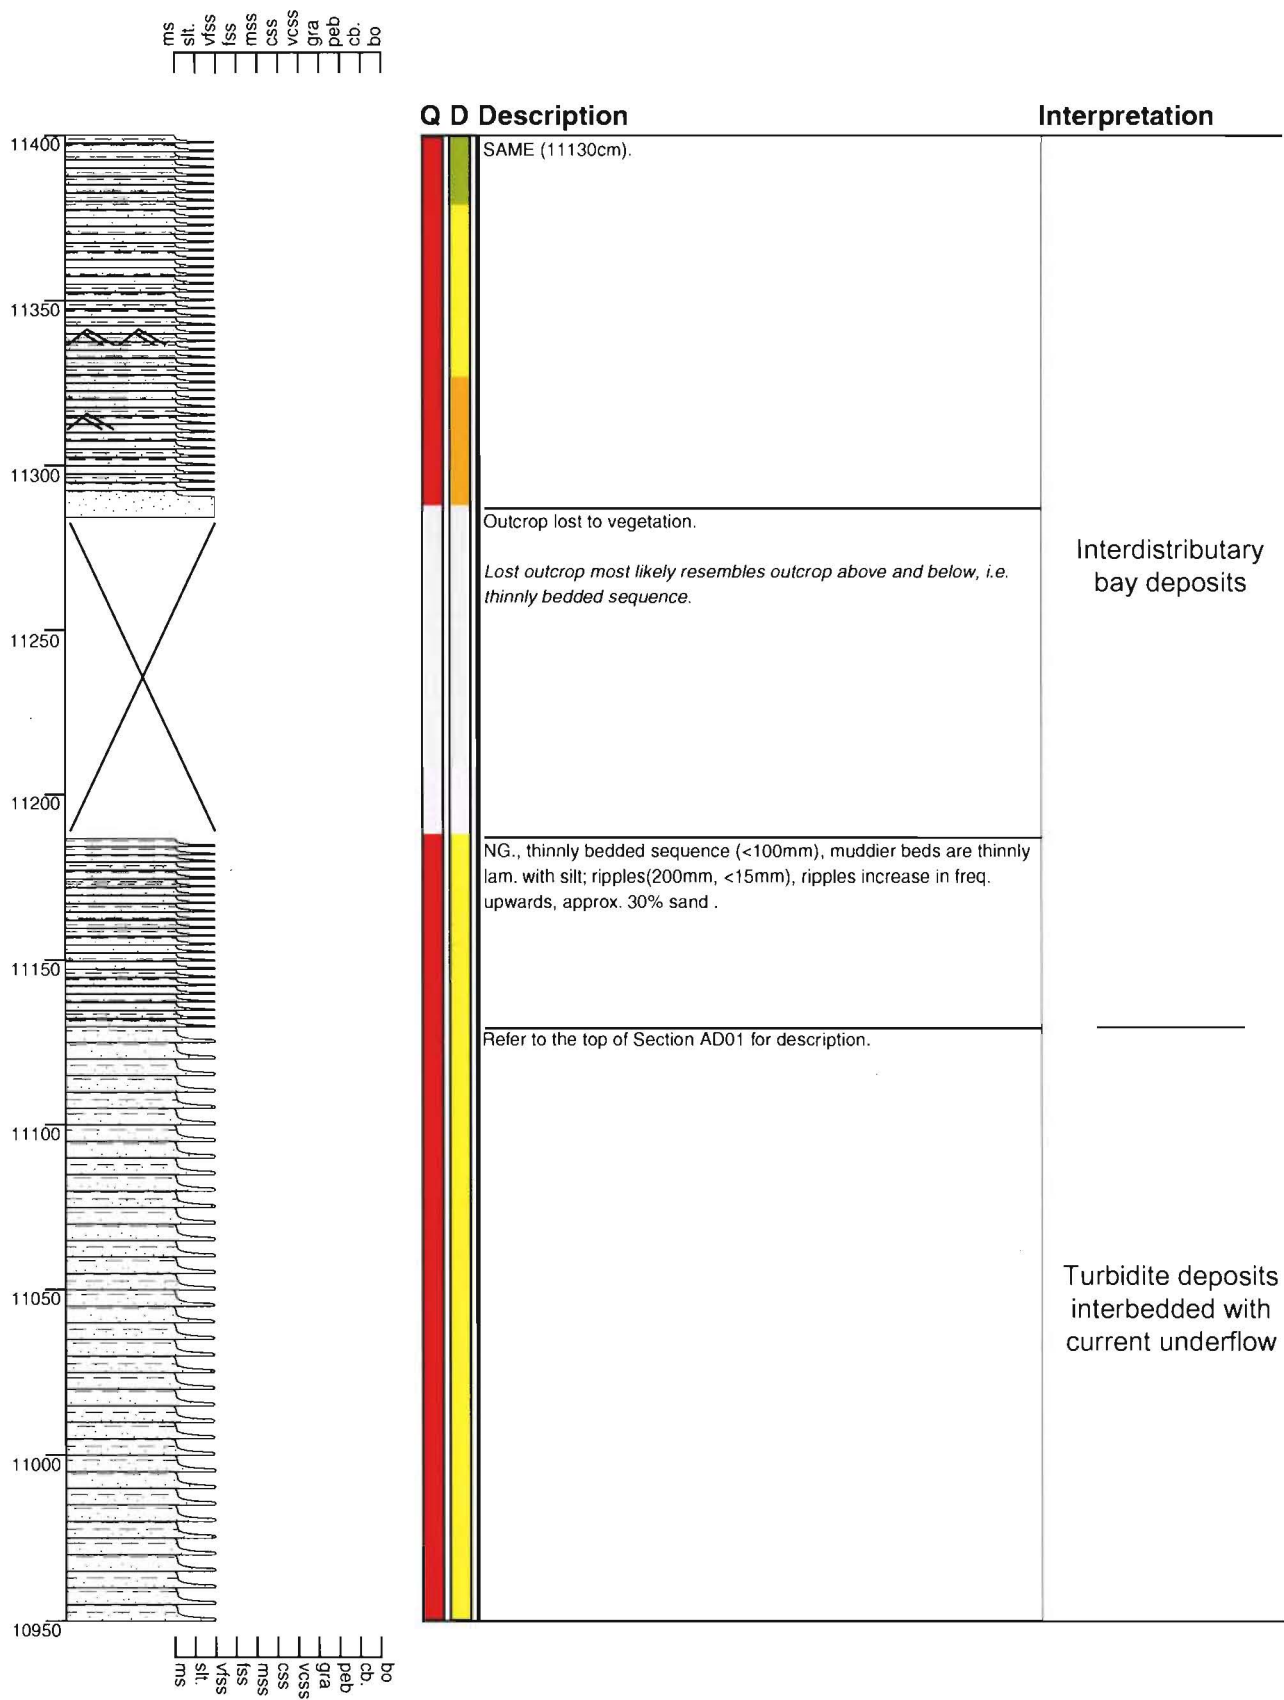 ms slt. vfss fss mss css vcss gra peb cb. bo
Q D Description Interpretation
11400
SAME (11130cm).
11350
11300
Outcrop lost to vegetation.
Lost outcrop most likely resembles outcrop above and below, i.e.
thinnly bedded sequence.
Interdistributary
bay deposits
11250
11200
NG., thinnly bedded sequence (<100mm), muddier beds are thinnly
lam. with silt; ripples(200mm, <15mm), ripples increase in freq.
upwards, approx. 30% sand .
11150
Refer to the top of Section AD01 for description.
11100
11050
Turbidite deposits
interbedded with
current underflow
11000
10950
ms slt. vfss fss mss css vcss gra peb cb. bo